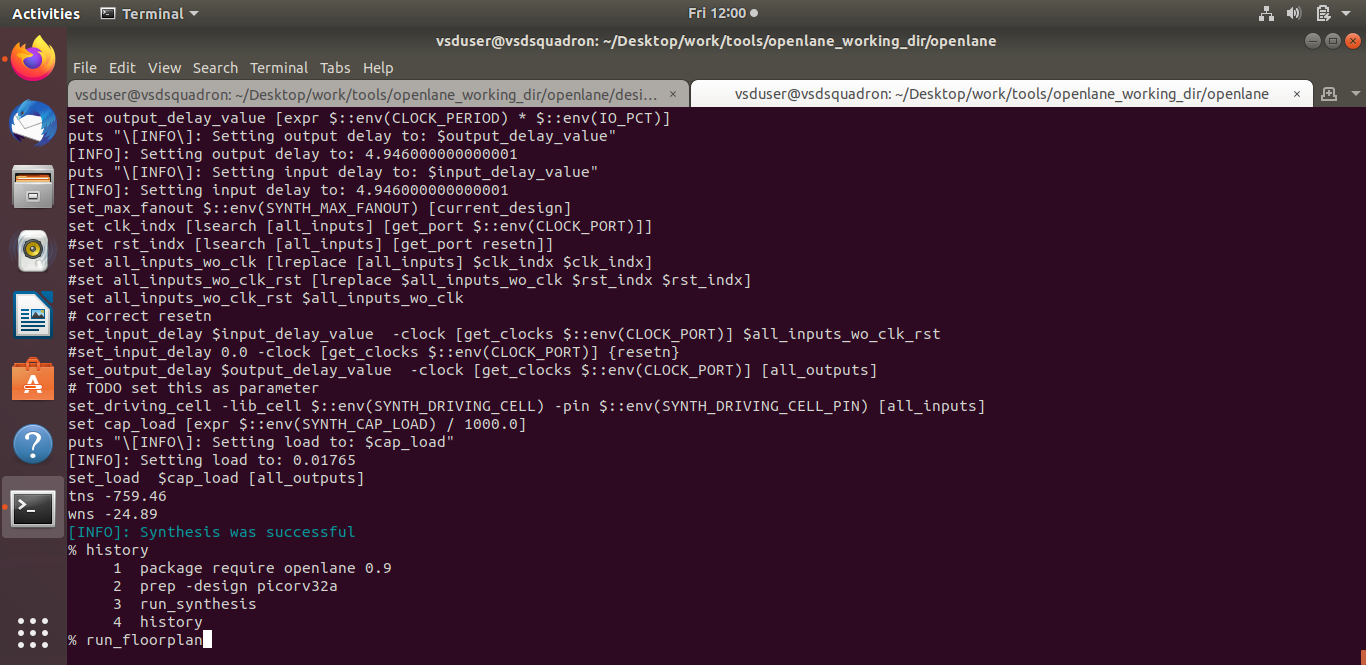 Activities
Terminal
Fri 12:00
vsduser@vsdsquadron: ~/Desktop/work/tools/openlane_working_dir/openlane
File Edit View Search Terminal Tabs Help
vsduser@vsdsquadron: ~/Desktop/work/tools/openlane_working_dir/openlane/desi...
vsduser@vsdsquadron: ~/Desktop/work/tools/openlane_working_dir/openlane
set output_delay_value [expr $::env(CLOCK_PERIOD) * $::env(IO_PCT)]
puts "\[INFO\]: Setting output delay to: $output_delay_value"
[INFO]: Setting output delay to: 4.946000000000001
puts "\[INFO\]: Setting input delay to: $input_delay_value"
[INFO]: Setting input delay to: 4.946000000000001
set_max_fanout $::env(SYNTH_MAX_FANOUT) [current_design]
set clk_indx [lsearch [all_inputs] [get_port $::env(CLOCK_PORT)]]
#set rst_indx [lsearch [all_inputs] [get_port resetn]]
set all_inputs_wo_clk [lreplace [all_inputs] $clk_indx $clk_indx]
#set all_inputs_wo_clk_rst [lreplace $all_inputs_wo_clk $rst_indx $rst_indx]
set all_inputs_wo_clk_rst $all_inputs_wo_clk
# correct resetn
set_input_delay $input_delay_value  -clock [get_clocks $::env(CLOCK_PORT)] $all_inputs_wo_clk_rst
#set_input_delay 0.0 -clock [get_clocks $::env(CLOCK_PORT)] {resetn}
set_output_delay $output_delay_value  -clock [get_clocks $::env(CLOCK_PORT)] [all_outputs]
# TODO set this as parameter
set_driving_cell -lib_cell $::env(SYNTH_DRIVING_CELL) -pin $::env(SYNTH_DRIVING_CELL_PIN) [all_inputs]
set cap_load [expr $::env(SYNTH_CAP_LOAD) / 1000.0]
puts "\[INFO\]: Setting load to: $cap_load"
[INFO]: Setting load to: 0.01765
set_load  $cap_load [all_outputs]
tns -759.46
wns -24.89
[INFO]: Synthesis was successful
% history
     1  package require openlane 0.9
     2  prep -design picorv32a
     3  run_synthesis
     4  history
% run_floorplan